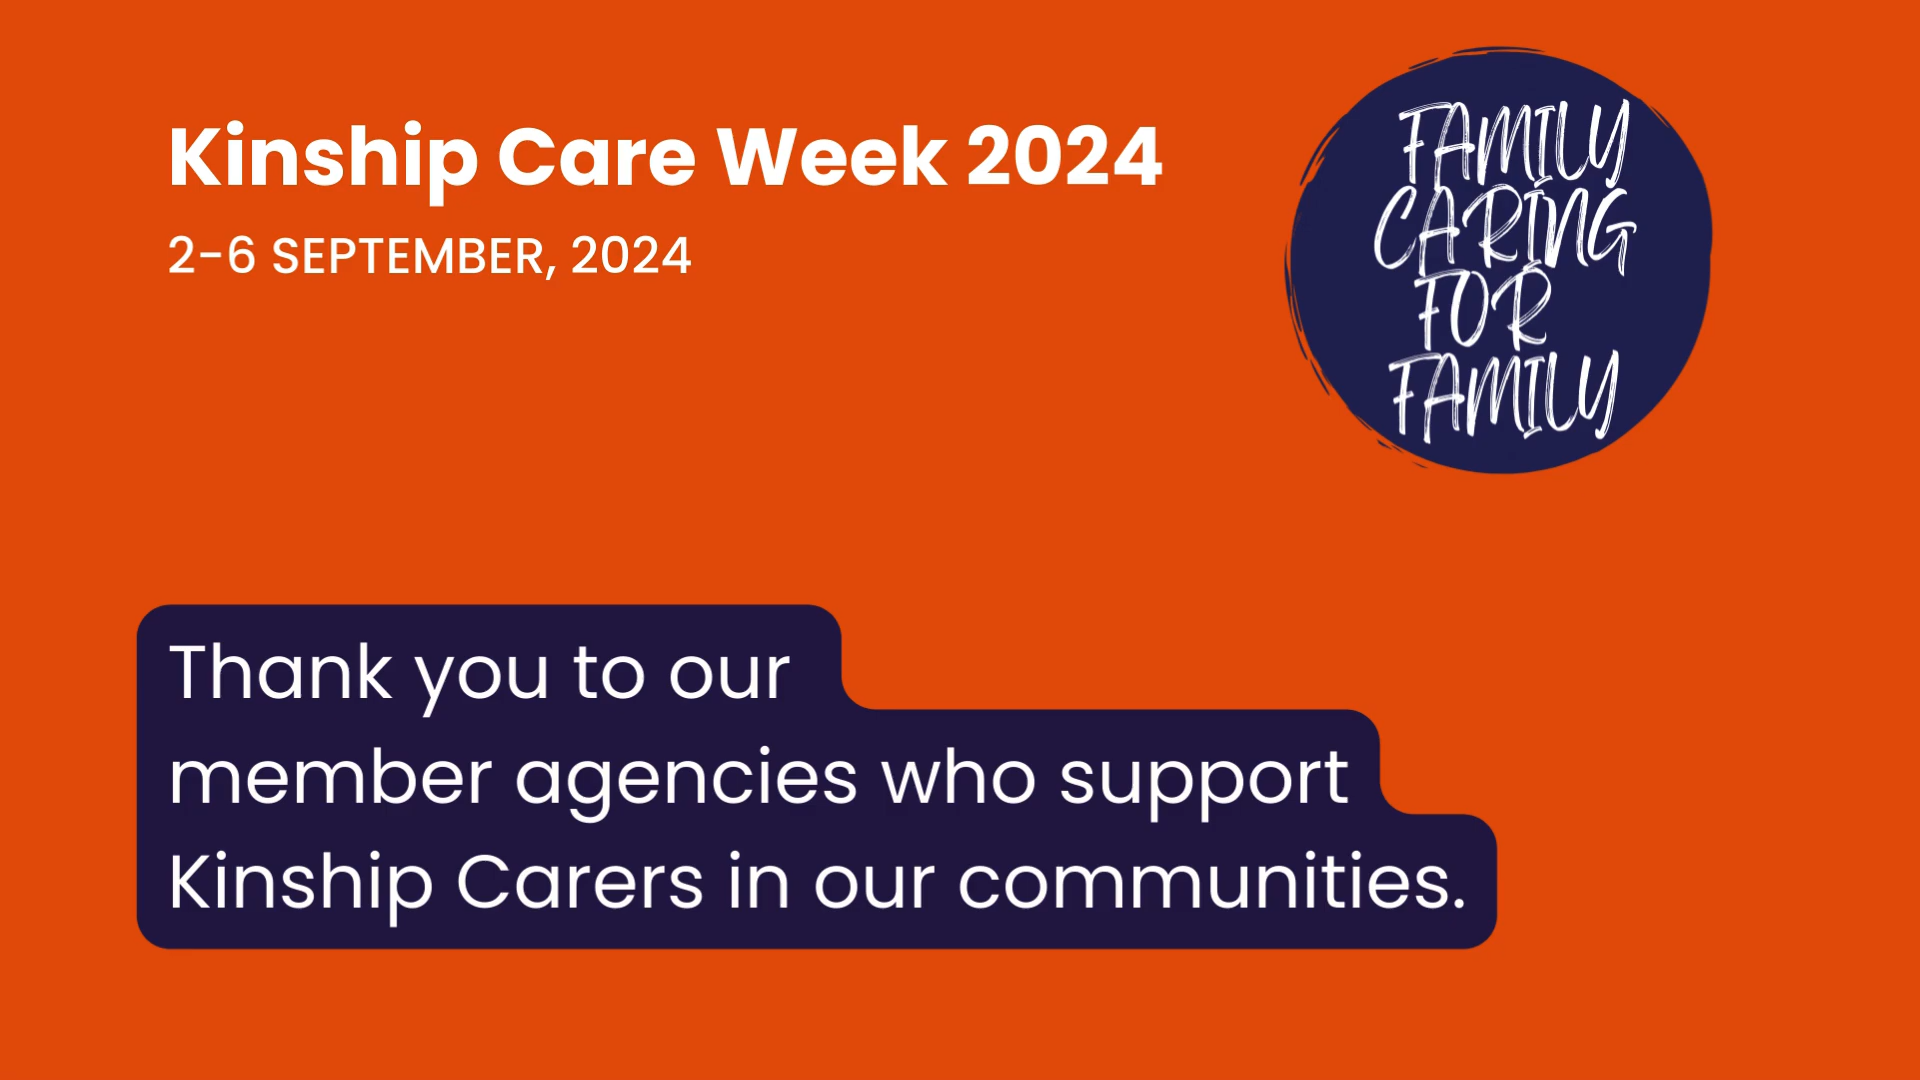 Kinship Care Week 2024
2-6 SEPTEMBER, 2024
FAMILY
CARING
FOR
FAMILY
Thank you to our
member agencies who support
Kinship Carers in our communities.